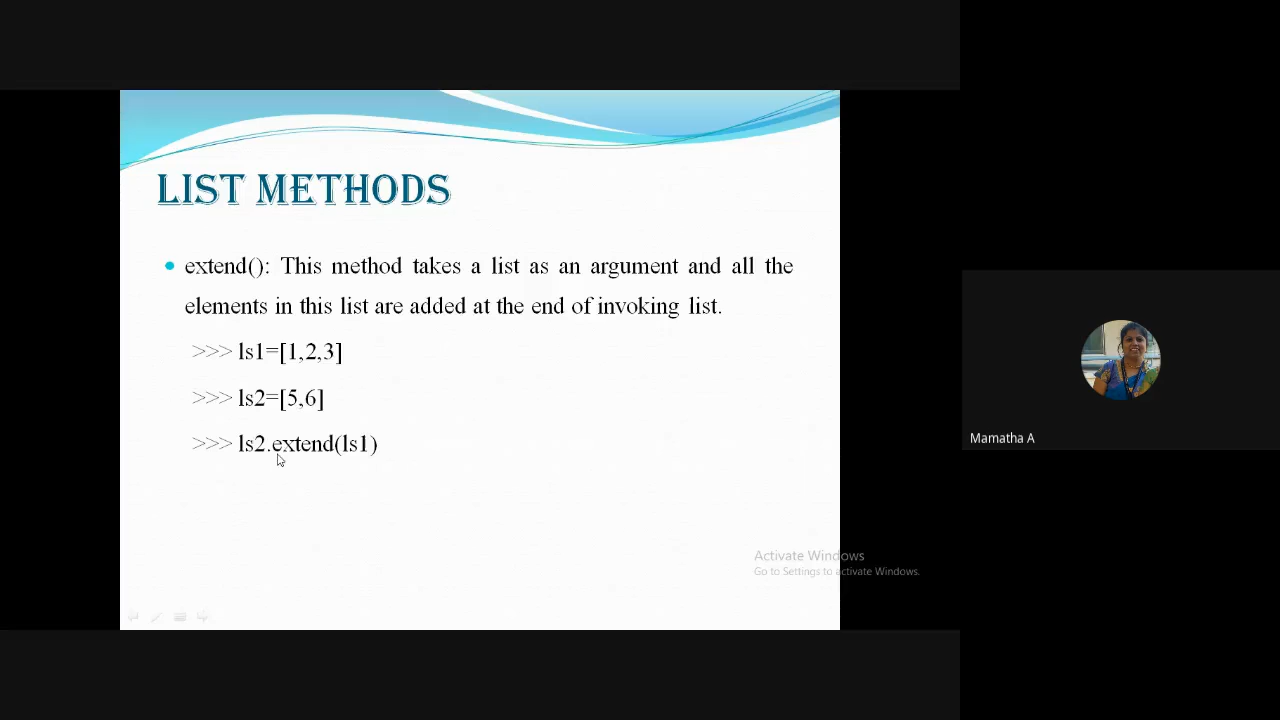 LIST METHODS
extend(): This method takes a list as an argument and all the
elements in this list are added at the end of invoking list.
>>> ls1=[1,2,3]
>>> ls2=[5,6]
>>> ls2.extend(ls1)
Mamatha A
Activate Windows
Go to Settings to activate Windows.